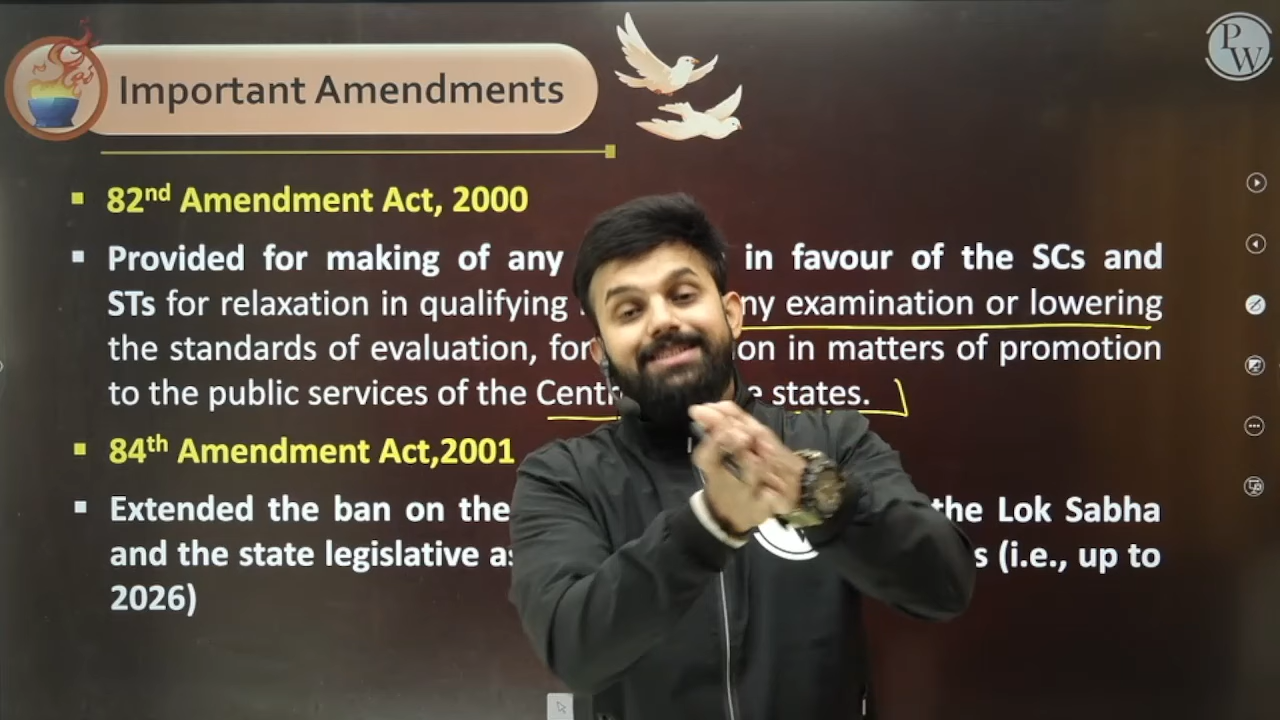 Important Amendments
PW
82nd Amendment Act, 2000
Provided for making of any in favour of the SCs and
STs for relaxation in qualifying examination or lowering
the standards of evaluation, for in matters of promotion
to the public services of the states.
84th Amendment Act,2001
Extended the ban on the the Lok Sabha
and the state legislative (i.e., up to
2026)